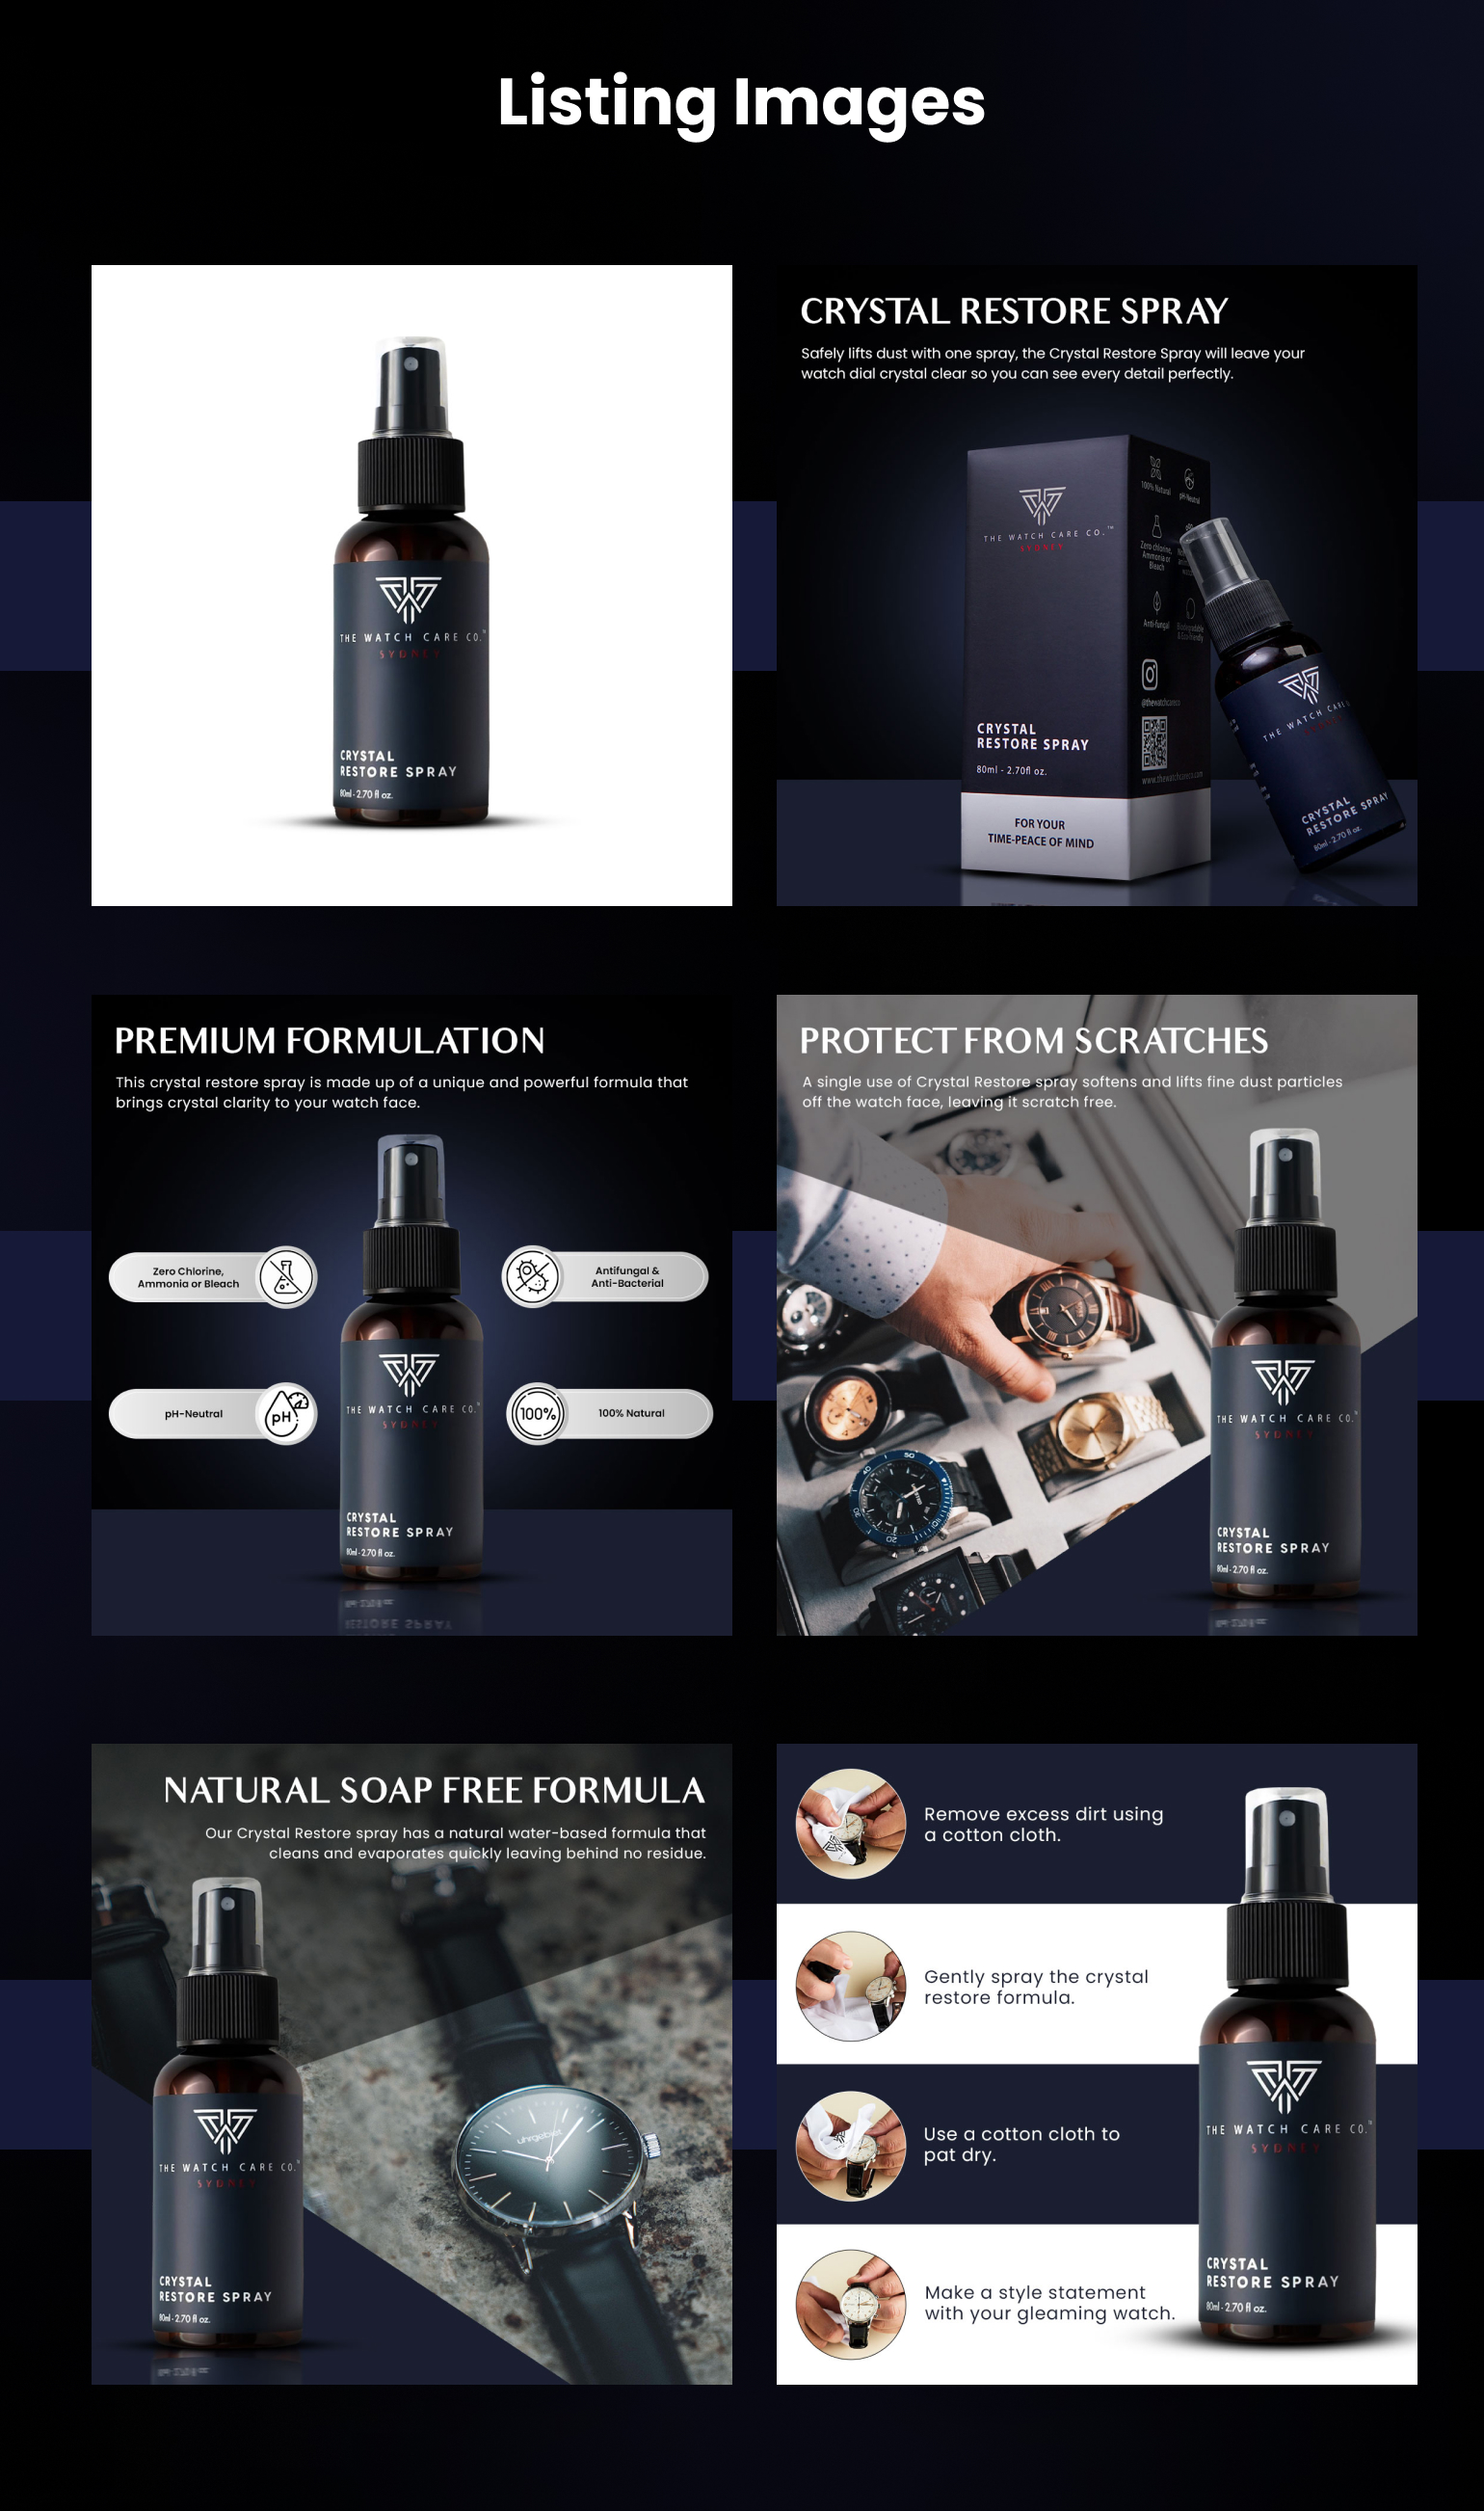 Listing Images
THE WATCH CARE CO.™
SYDNEY
CRYSTAL
RESTORE SPRAY
80ml - 2.70 fl oz.
CRYSTAL RESTORE SPRAY
Safely lifts dust with one spray, the Crystal Restore Spray will leave your
watch dial crystal clear so you can see every detail perfectly.
THE WATCH CARE CO.™
SYDNEY
CRYSTAL
RESTORE SPRAY
80ml - 2.70fl oz.
FOR YOUR
TIME-PEACE OF MIND
100% Natural
pH-Neutral
Zero chlorine,
Ammonia or
Bleach
Anti-fungal
Biodegradable
& Eco friendly
@thewatchcareco
www.thewatchcareco.com
THE WATCH CARE
CRYSTAL
RESTORE SPRAY
80ml - 2.70 fl oz.
PREMIUM FORMULATION
This crystal restore spray is made up of a unique and powerful formula that
brings crystal clarity to your watch face.
Zero Chlorine,
Ammonia or Bleach
Antifungal &
Anti-Bacterial
pH-Neutral
pH
100%
100% Natural
THE WATCH CARE CO.™
SYDNEY
CRYSTAL
RESTORE SPRAY
80ml - 2.70 fl oz.
PROTECT FROM SCRATCHES
A single use of Crystal Restore spray softens and lifts fine dust particles
off the watch face, leaving it scratch free.
THE WATCH CARE CO.™
SYDNEY
CRYSTAL
RESTORE SPRAY
80ml - 2.70 fl oz.
NATURAL SOAP FREE FORMULA
Our Crystal Restore spray has a natural water-based formula that
cleans and evaporates quickly leaving behind no residue.
THE WATCH CARE CO.™
SYDNEY
CRYSTAL
RESTORE SPRAY
80ml - 2.70 fl oz.
Remove excess dirt using
a cotton cloth.
Gently spray the crystal
restore formula.
Use a cotton cloth to
pat dry.
Make a style statement
with your gleaming watch.
THE WATCH CARE CO.™
SYDNEY
CRYSTAL
RESTORE SPRAY
80ml - 2.70 fl oz.